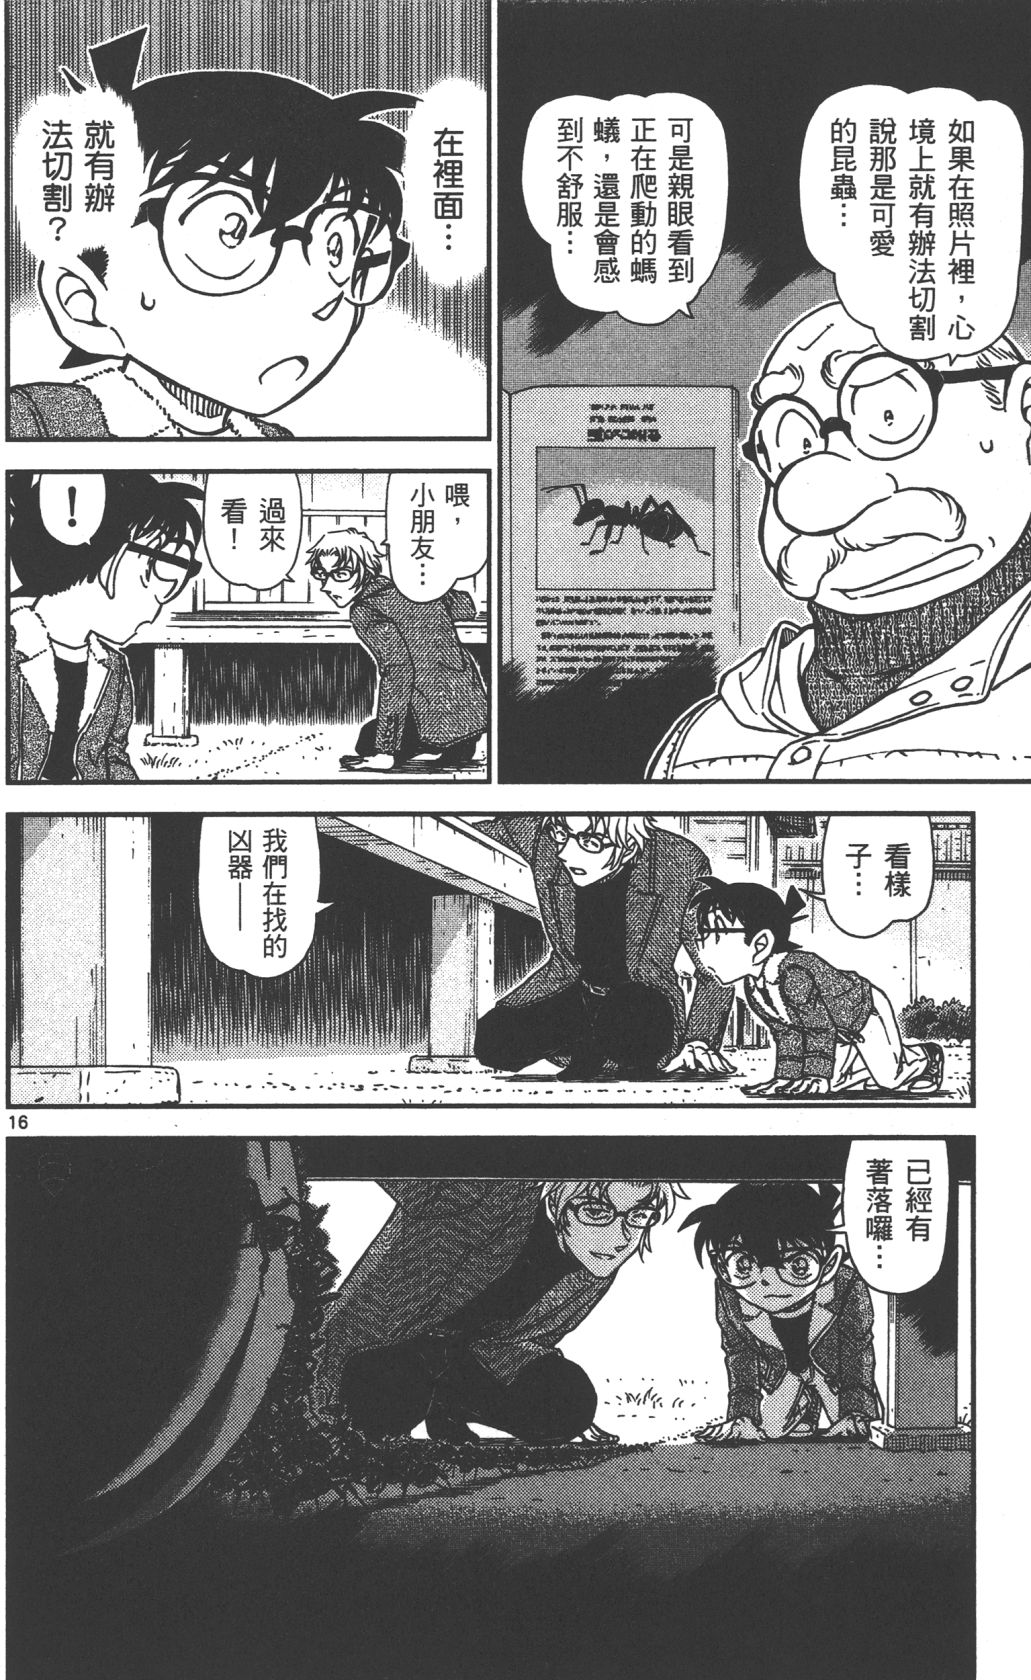 如果在照片裡，心
境上就有辦法切割
說那是可愛
的昆蟲…
可是親眼看到
正在爬動的螞
蟻，還是會感
到不舒服…
在裡面…
就有辦
法切割？
喂，
小朋友…
過來
看！
！
看樣
子…
我們在找的
凶器——
16
已經有
著落囉…